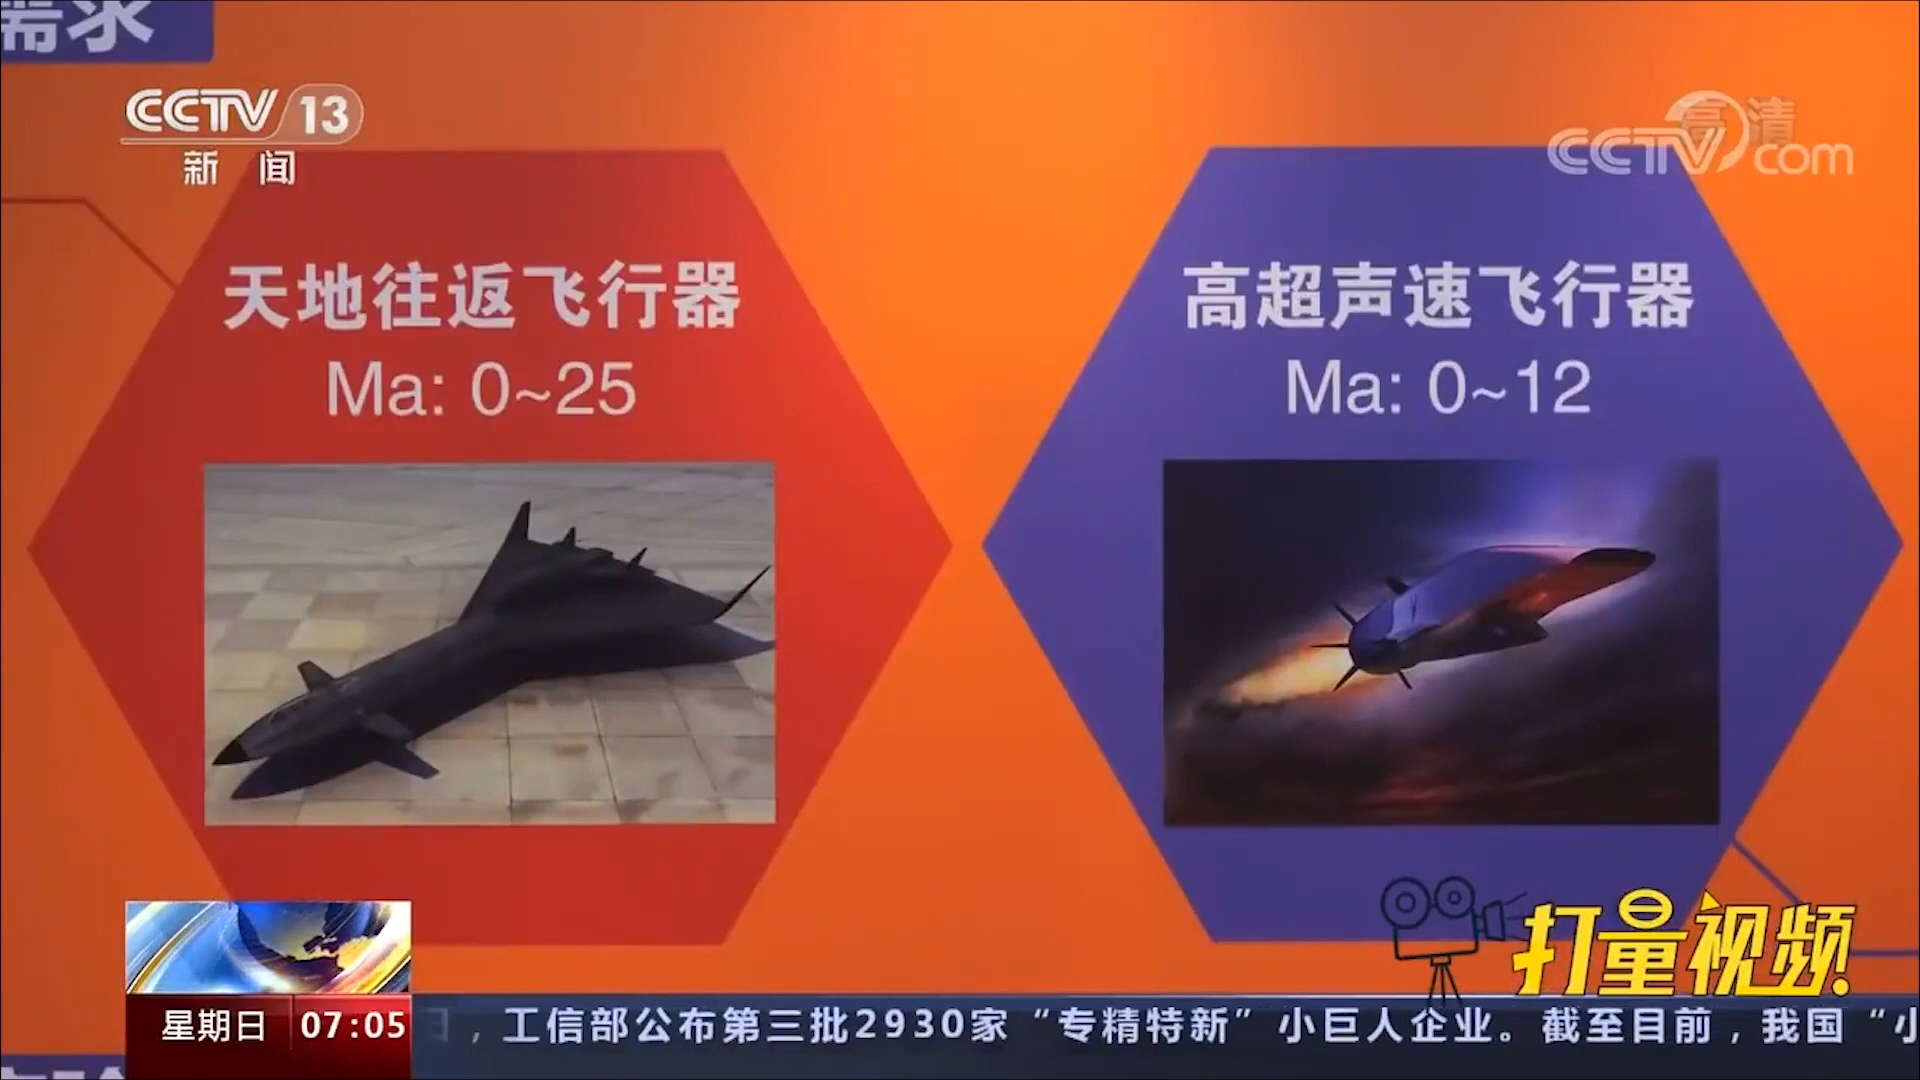 需求
CCTV 13
新闻
高清
CCTV.com
天地往返飞行器
Ma: 0~25
高超声速飞行器
Ma: 0~12
打量视频
星期日 07:05
，工信部公布第三批2930家“专精特新”小巨人企业。截至目前，我国“小